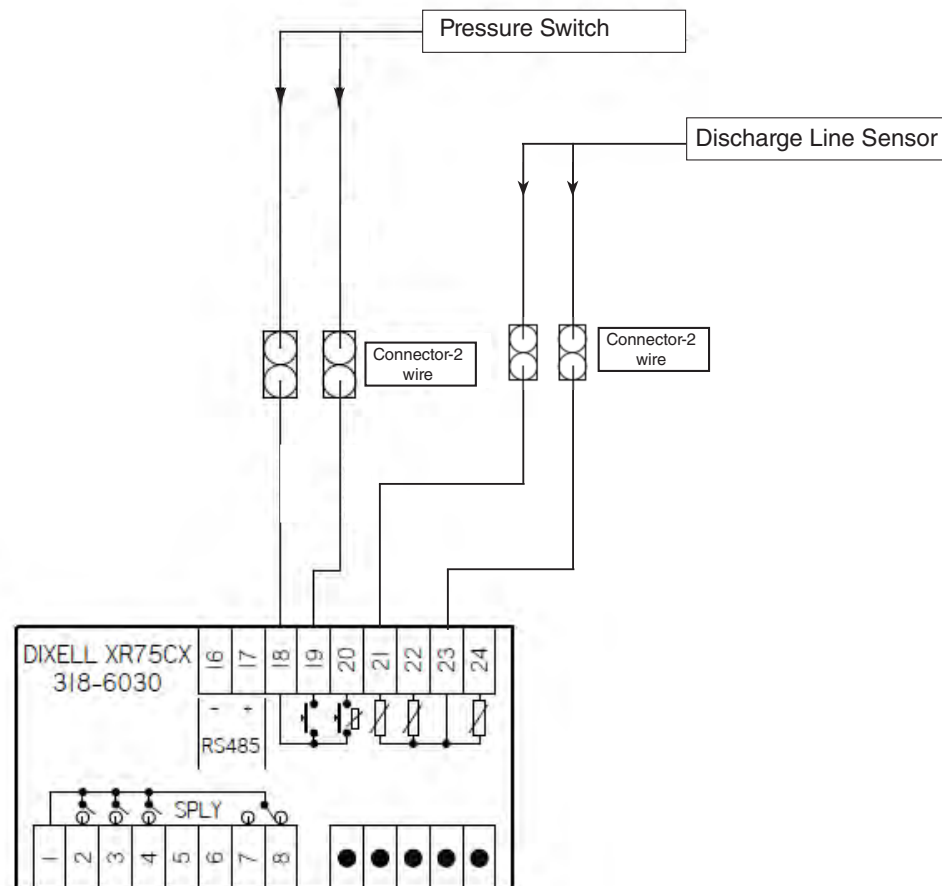 Pressure Switch
Discharge Line Sensor
Connector-2
wire
Connector-2
wire
DIXELL XR75CX
318-6030
16 17 18 19 20 21 22 23 24
- +
RS485
SPLY
1 2 3 4 5 6 7 8